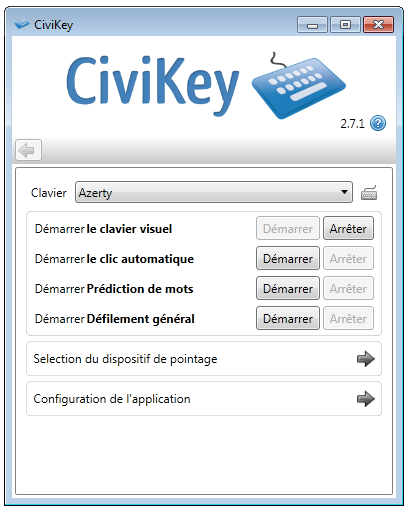 CiviKey
CiviKey
2.7.1 ?
Clavier Azerty
Démarrer le clavier visuel Démarrer Arrêter
Démarrer le clic automatique Démarrer Arrêter
Démarrer Prédiction de mots Démarrer Arrêter
Démarrer Défilement général Démarrer Arrêter
Selection du dispositif de pointage
Configuration de l'application